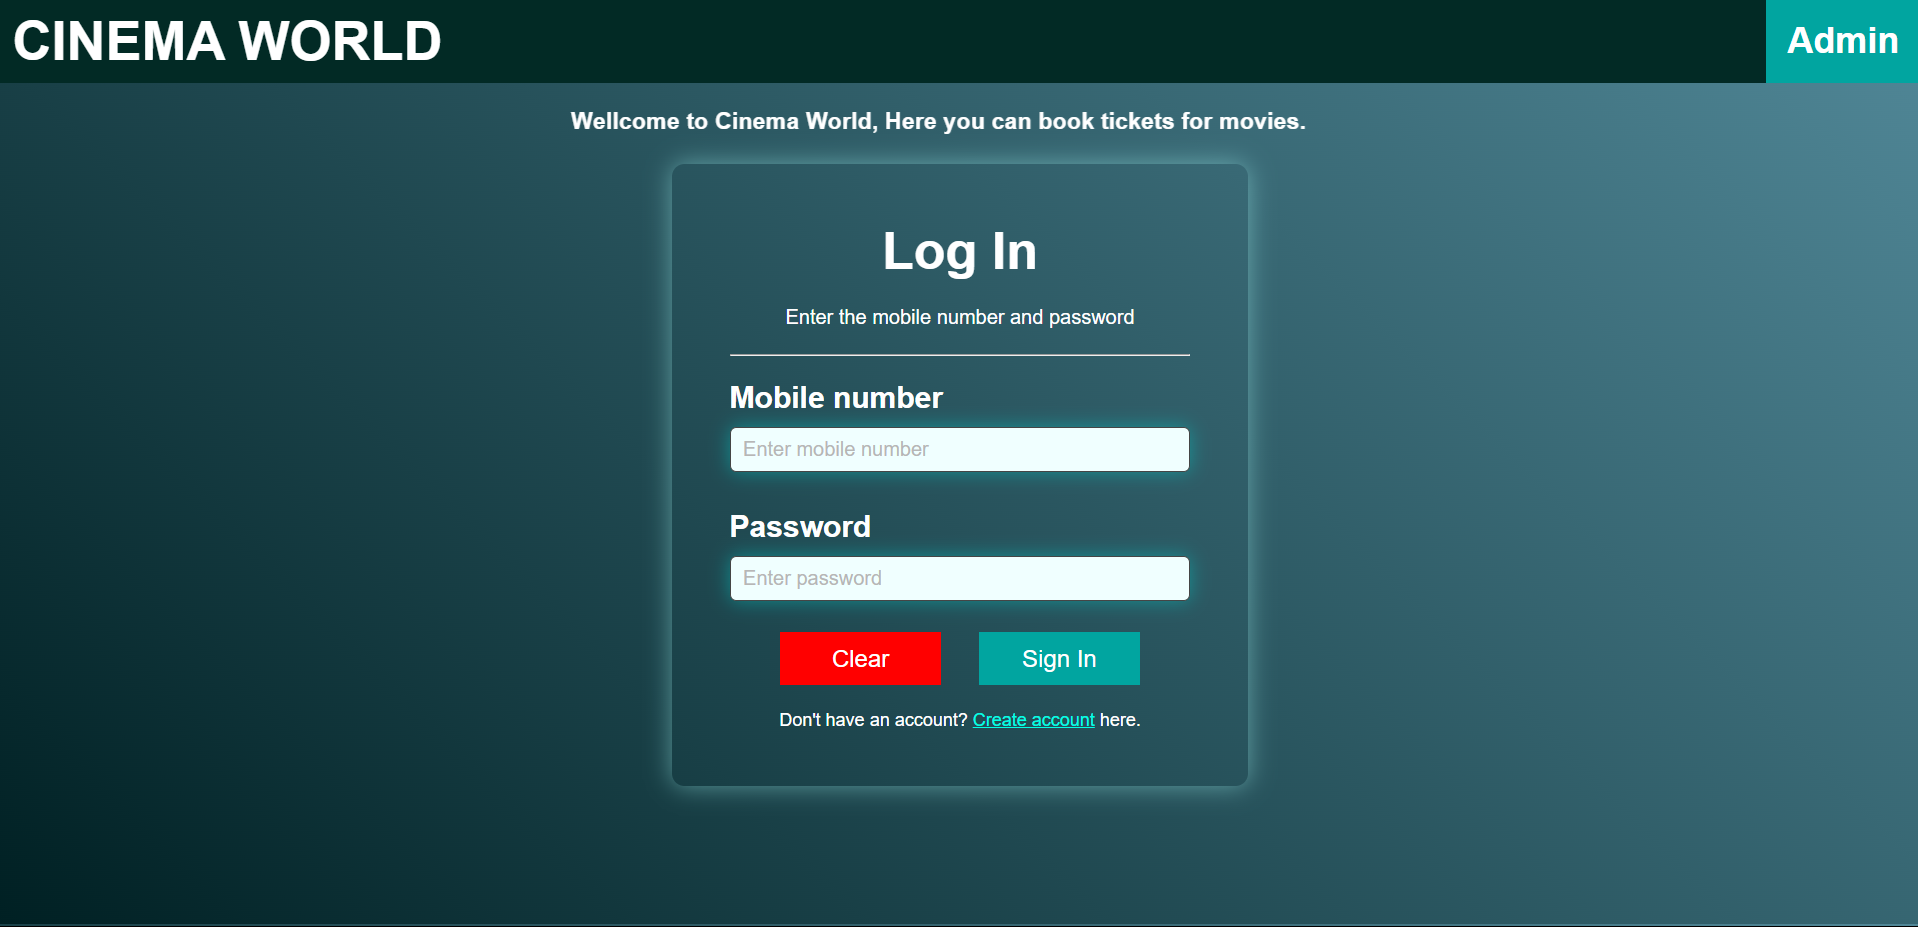 CINEMA WORLD
Admin
Wellcome to Cinema World, Here you can book tickets for movies.
Log In
Enter the mobile number and password
Mobile number
Enter mobile number
Password
Enter password
Clear
Sign In
Don't have an account? Create account here.